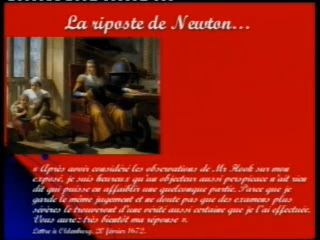 La riposte de Newton...
« Après avoir considéré les observations de Mr Hook sur mon
exposé, je suis heureux qu'un objecteur aussi perspicace n'ait rien
dit qui puisse en affaiblir une quelconque partie. Parce que je
garde le même jugement et ne doute pas que des examens plus
sévères le trouveront d'une vérité aussi certaine que je l'ai effectuée.
Vous aurez très bientôt ma réponse ».
Lettre à Oldenburg, 20 février 1672.